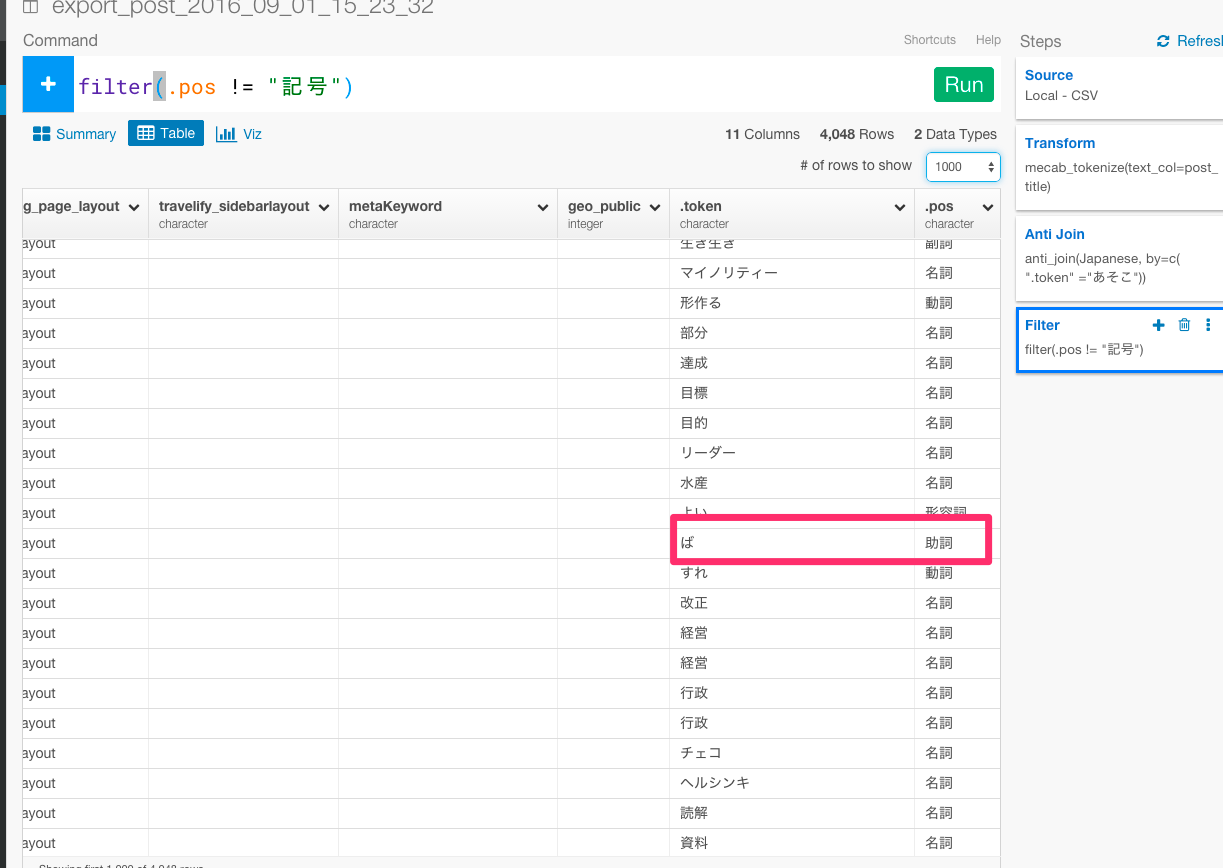 export_post_2016_09_01_15_23_32
Command
Shortcuts Help
+ filter(.pos != "記号")
Run
Summary Table Viz
11 Columns 4,048 Rows 2 Data Types
# of rows to show 1000
g_page_layout travelify_sidebarlayout metaKeyword geo_public .token .pos
character character integer character character
ayout 生き生き 副詞
ayout マイノリティー 名詞
ayout 形作る 動詞
ayout 部分 名詞
ayout 達成 名詞
ayout 目標 名詞
ayout 目的 名詞
ayout リーダー 名詞
ayout 水産 名詞
ayout よい 形容詞
ayout ば 助詞
ayout すれ 動詞
ayout 改正 名詞
ayout 経営 名詞
ayout 経営 名詞
ayout 行政 名詞
ayout 行政 名詞
ayout チェコ 名詞
ayout ヘルシンキ 名詞
ayout 読解 名詞
ayout 資料 名詞
Showing first 1,000 of 4,048 rows
Steps Refresh
Source
Local - CSV
Transform
mecab_tokenize(text_col=post_
title)
Anti Join
anti_join(Japanese, by=c(
".token" ="あそこ"))
Filter
filter(.pos != "記号")